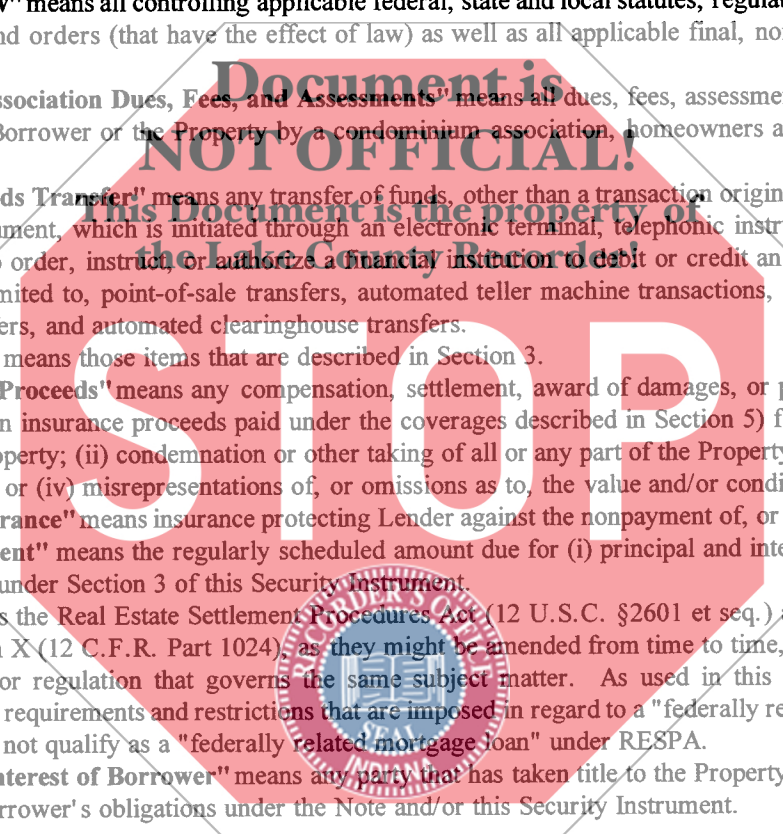 " means all controlling applicable federal, state and local statutes, regulat
nd orders (that have the effect of law) as well as all applicable final, no
Document is
ssociation Dues, Fees, and Assessments" means all dues, fees, assessme
Borrower or the Property by a condominium association, homeowners a
NOT OFFICIAL!
ds Transfer" means any transfer of funds, other than a transaction origin
This Document is the property of
ument, which is initiated through an electronic terminal, telephonic instr
order, instruct, or authorize a financial institution to debit or credit an
the Lake County Recorder!
mited to, point-of-sale transfers, automated teller machine transactions,
ers, and automated clearinghouse transfers.
means those items that are described in Section 3.
Proceeds" means any compensation, settlement, award of damages, or p
n insurance proceeds paid under the coverages described in Section 5) f
operty; (ii) condemnation or other taking of all or any part of the Property
or (iv) misrepresentations of, or omissions as to, the value and/or condi
STOP
rance" means insurance protecting Lender against the nonpayment of, or
ent" means the regularly scheduled amount due for (i) principal and inte
under Section 3 of this Security Instrument.
s the Real Estate Settlement Procedures Act (12 U.S.C. §2601 et seq.) a
n X (12 C.F.R. Part 1024), as they might be amended from time to time,
or regulation that governs the same subject matter. As used in this
requirements and restrictions that are imposed in regard to a "federally re
not qualify as a "federally related mortgage loan" under RESPA.
nterest of Borrower" means any party that has taken title to the Property
rrower's obligations under the Note and/or this Security Instrument.
RECORDER'S OFFICE
SEAL
INDIANA